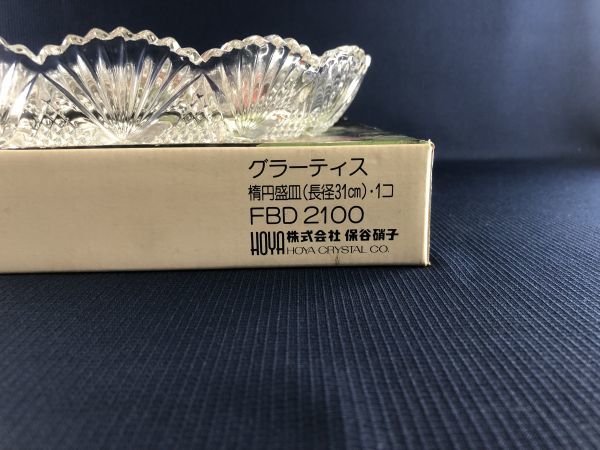 グラーティス
楕円盛皿(長径31cm)・1コ
FBD 2100
HOYA 株式会社 保谷硝子
HOYA CRYSTAL CO.